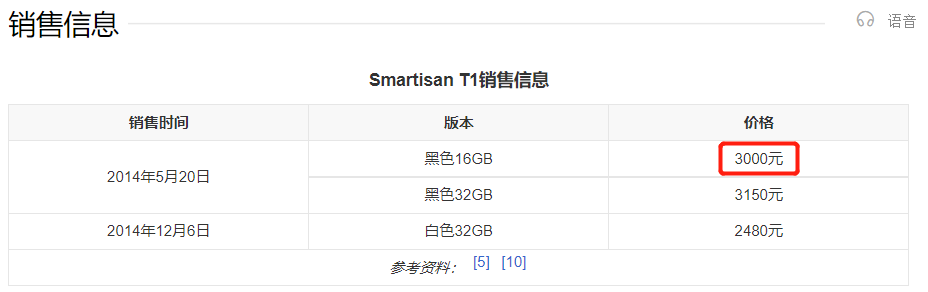 销售信息
语音
Smartisan T1销售信息
销售时间 版本 价格
2014年5月20日 黑色16GB 3000元
黑色32GB 3150元
2014年12月6日 白色32GB 2480元
参考资料： [5] [10]